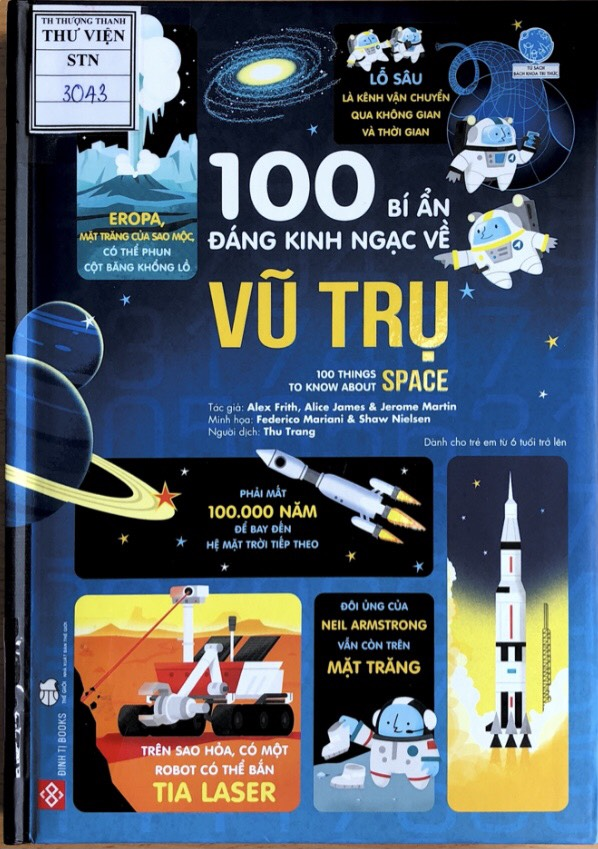 TH THƯỢNG THANH
THƯ VIỆN
STN
3043
LỖ SÂU
LÀ KÊNH VẬN CHUYỂN
QUA KHÔNG GIAN
VÀ THỜI GIAN
TỦ SÁCH
BÁCH KHOA TRI THỨC
EROPA,
MẶT TRĂNG CỦA SAO MỘC,
CÓ THỂ PHUN
CỘT BĂNG KHỔNG LỒ
100 BÍ ẨN
ĐÁNG KINH NGẠC VỀ
VŨ TRỤ
100 THINGS
TO KNOW ABOUT SPACE
Tác giả: Alex Frith, Alice James & Jerome Martin
Minh họa: Federico Mariani & Shaw Nielsen
Người dịch: Thu Trang
Dành cho trẻ em từ 6 tuổi trở lên
PHẢI MẤT
100.000 NĂM
ĐỂ BAY ĐẾN
HỆ MẶT TRỜI TIẾP THEO
TRÊN SAO HỎA, CÓ MỘT
ROBOT CÓ THỂ BẮN
TIA LASER
ĐÔI ỦNG CỦA
NEIL ARMSTRONG
VẪN CÒN TRÊN
MẶT TRĂNG
ĐINH TỊ BOOKS
THẾ GIỚI NHÀ XUẤT BẢN THẾ GIỚI